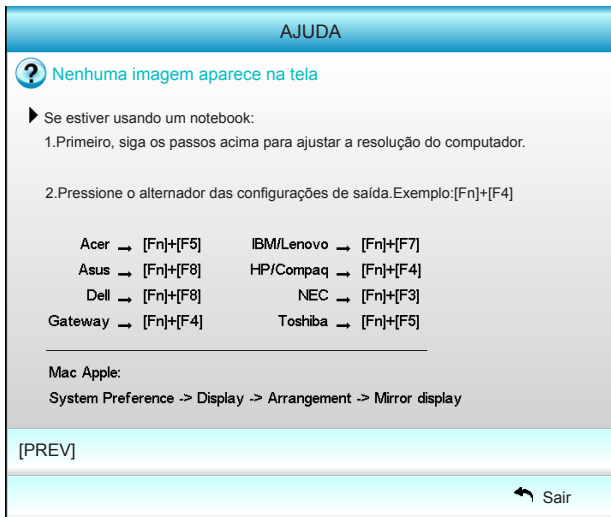 AJUDA
? Nenhuma imagem aparece na tela
Se estiver usando um notebook:
1.Primeiro, siga os passos acima para ajustar a resolução do computador.
2.Pressione o alternador das configurações de saída.Exemplo:[Fn]+[F4]
Acer → [Fn]+[F5] IBM/Lenovo → [Fn]+[F7]
Asus → [Fn]+[F8] HP/Compaq → [Fn]+[F4]
Dell → [Fn]+[F8] NEC → [Fn]+[F3]
Gateway → [Fn]+[F4] Toshiba → [Fn]+[F5]
Mac Apple:
System Preference -> Display -> Arrangement -> Mirror display
[PREV]
Sair